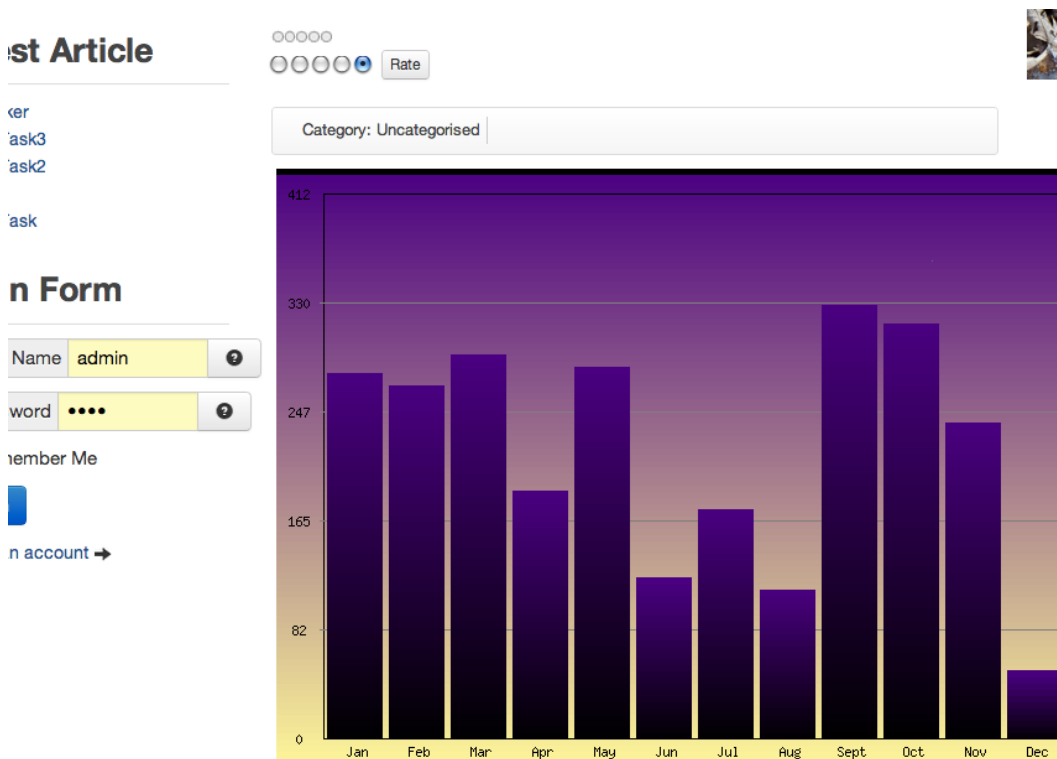 est Article
ker
Task3
Task2
Task
n Form
Name admin
word ••••
member Me
n account
Rate
Category: Uncategorised
412
330
247
165
82
0
Jan Feb Mar Apr May Jun Jul Aug Sept Oct Nov Dec